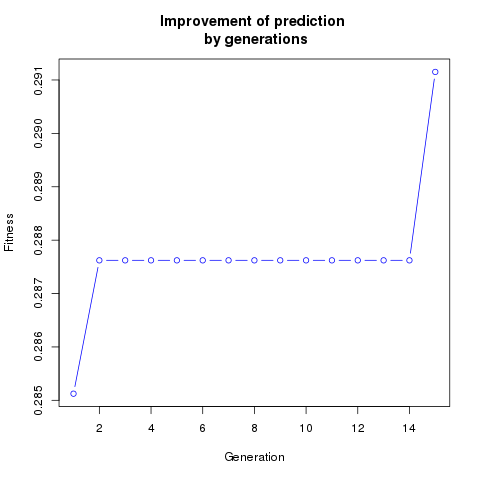 Improvement of prediction
by generations
0.291
0.290
0.289
0.288
0.287
0.286
0.285
Fitness
2 4 6 8 10 12 14
Generation